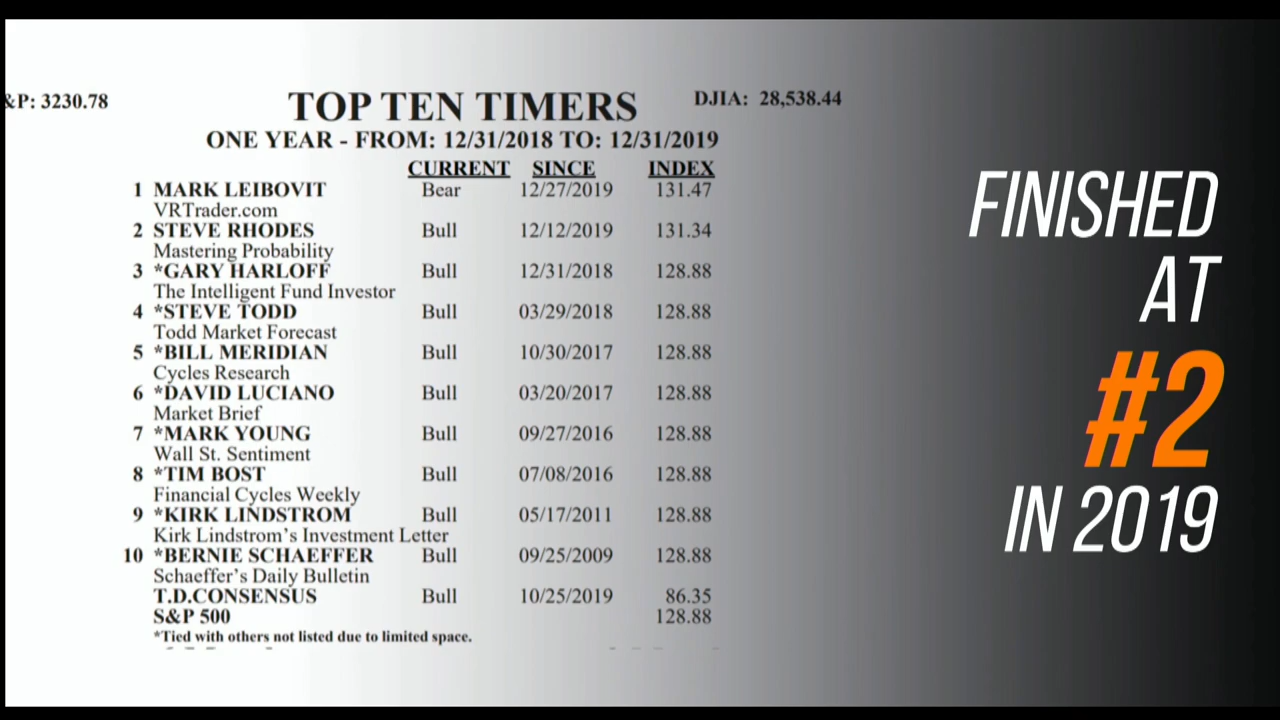 &P: 3230.78
TOP TEN TIMERS
DJIA: 28,538.44
ONE YEAR - FROM: 12/31/2018 TO: 12/31/2019
CURRENT SINCE INDEX
1 MARK LEIBOVIT Bear 12/27/2019 131.47
VRTrader.com
2 STEVE RHODES Bull 12/12/2019 131.34
Mastering Probability
3 *GARY HARLOFF Bull 12/31/2018 128.88
The Intelligent Fund Investor
4 *STEVE TODD Bull 03/29/2018 128.88
Todd Market Forecast
5 *BILL MERIDIAN Bull 10/30/2017 128.88
Cycles Research
6 *DAVID LUCIANO Bull 03/20/2017 128.88
Market Brief
7 *MARK YOUNG Bull 09/27/2016 128.88
Wall St. Sentiment
8 *TIM BOST Bull 07/08/2016 128.88
Financial Cycles Weekly
9 *KIRK LINDSTROM Bull 05/17/2011 128.88
Kirk Lindstrom's Investment Letter
10 *BERNIE SCHAEFFER Bull 09/25/2009 128.88
Schaeffer's Daily Bulletin
T.D.CONSENSUS Bull 10/25/2019 86.35
S&P 500 128.88
*Tied with others not listed due to limited space.
FINISHED
AT
#2
IN 2019